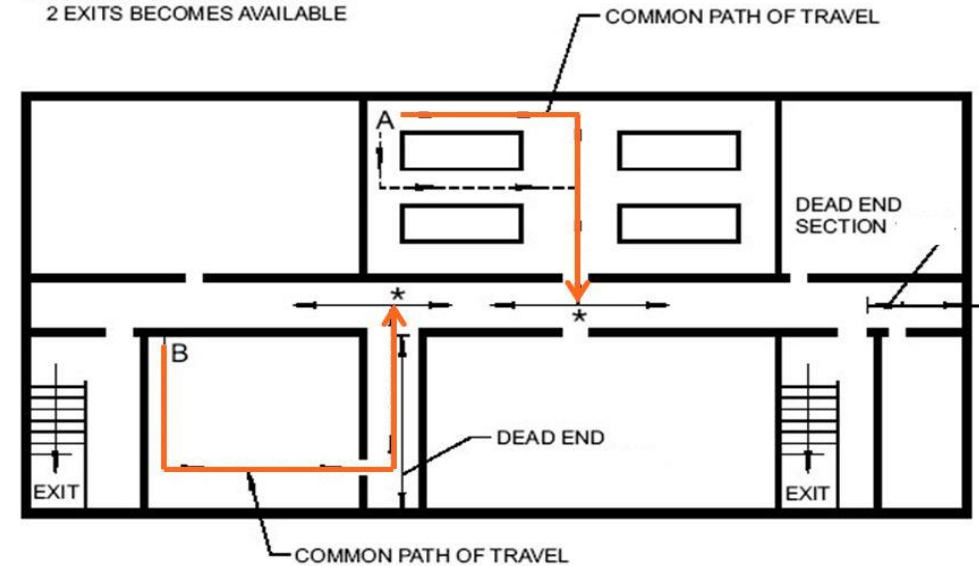 2 EXITS BECOMES AVAILABLE
COMMON PATH OF TRAVEL
A
DEAD END
SECTION
*
*
B
DEAD END
EXIT
EXIT
COMMON PATH OF TRAVEL